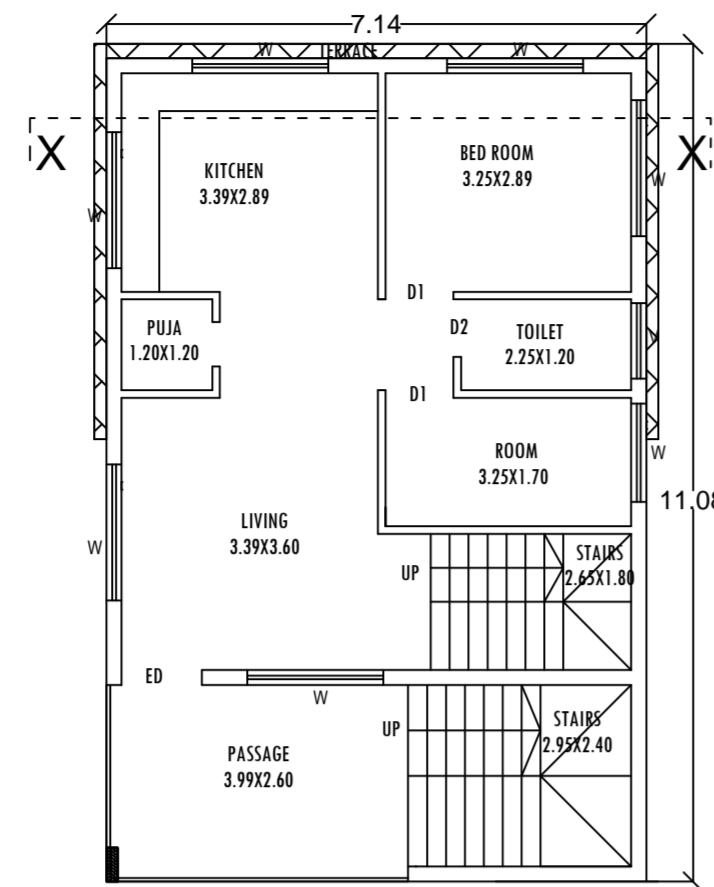 7.14
W TERRACE W
X X
KITCHEN
3.39X2.89
BED ROOM
3.25X2.89
W
W
D1
PUJA
1.20X1.20
D2
TOILET
2.25X1.20
D1
ROOM
3.25X1.70
W
11.08
LIVING
3.39X3.60
W
UP
STAIRS
2.65X1.80
ED
W
UP
STAIRS
2.95X2.40
PASSAGE
3.99X2.60